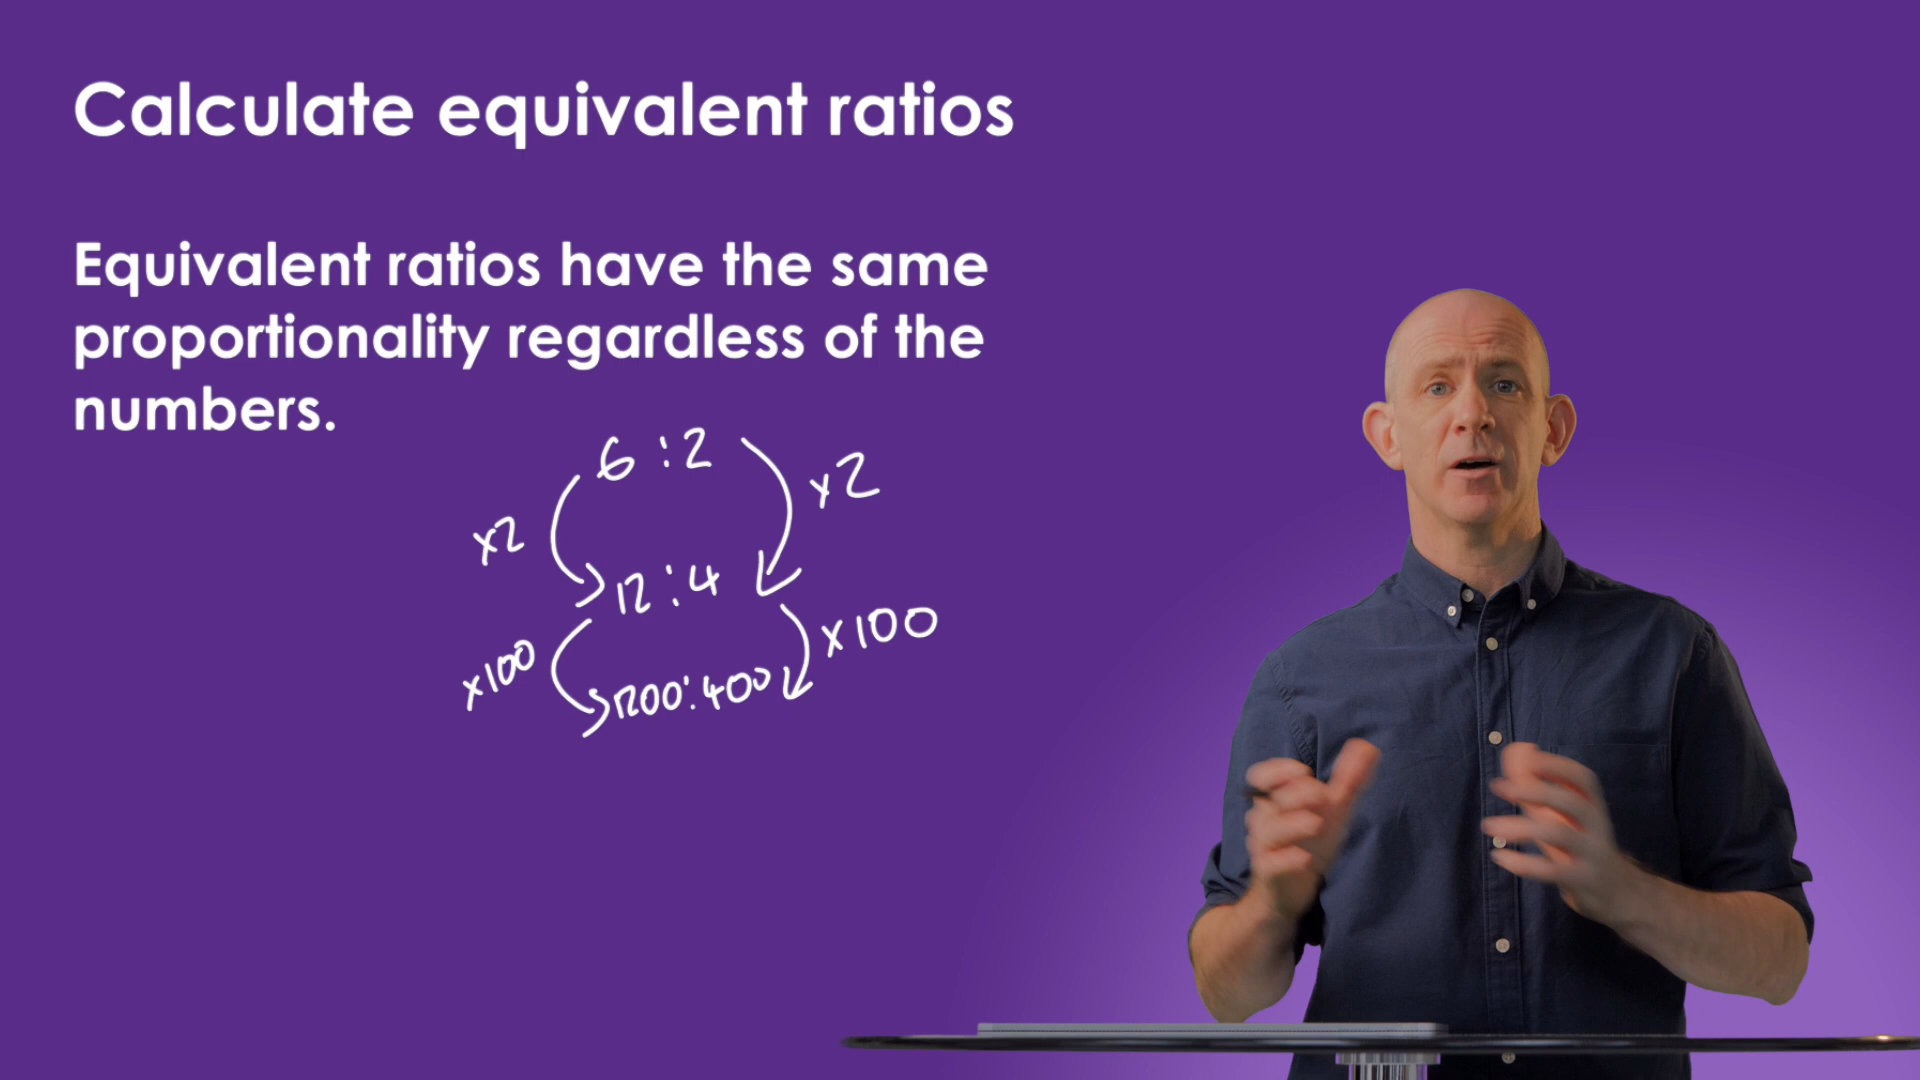 Calculate equivalent ratios
Equivalent ratios have the same
proportionality regardless of the
numbers.
6 : 2
x2
x2
12 : 4
x100
x100
1200 : 400